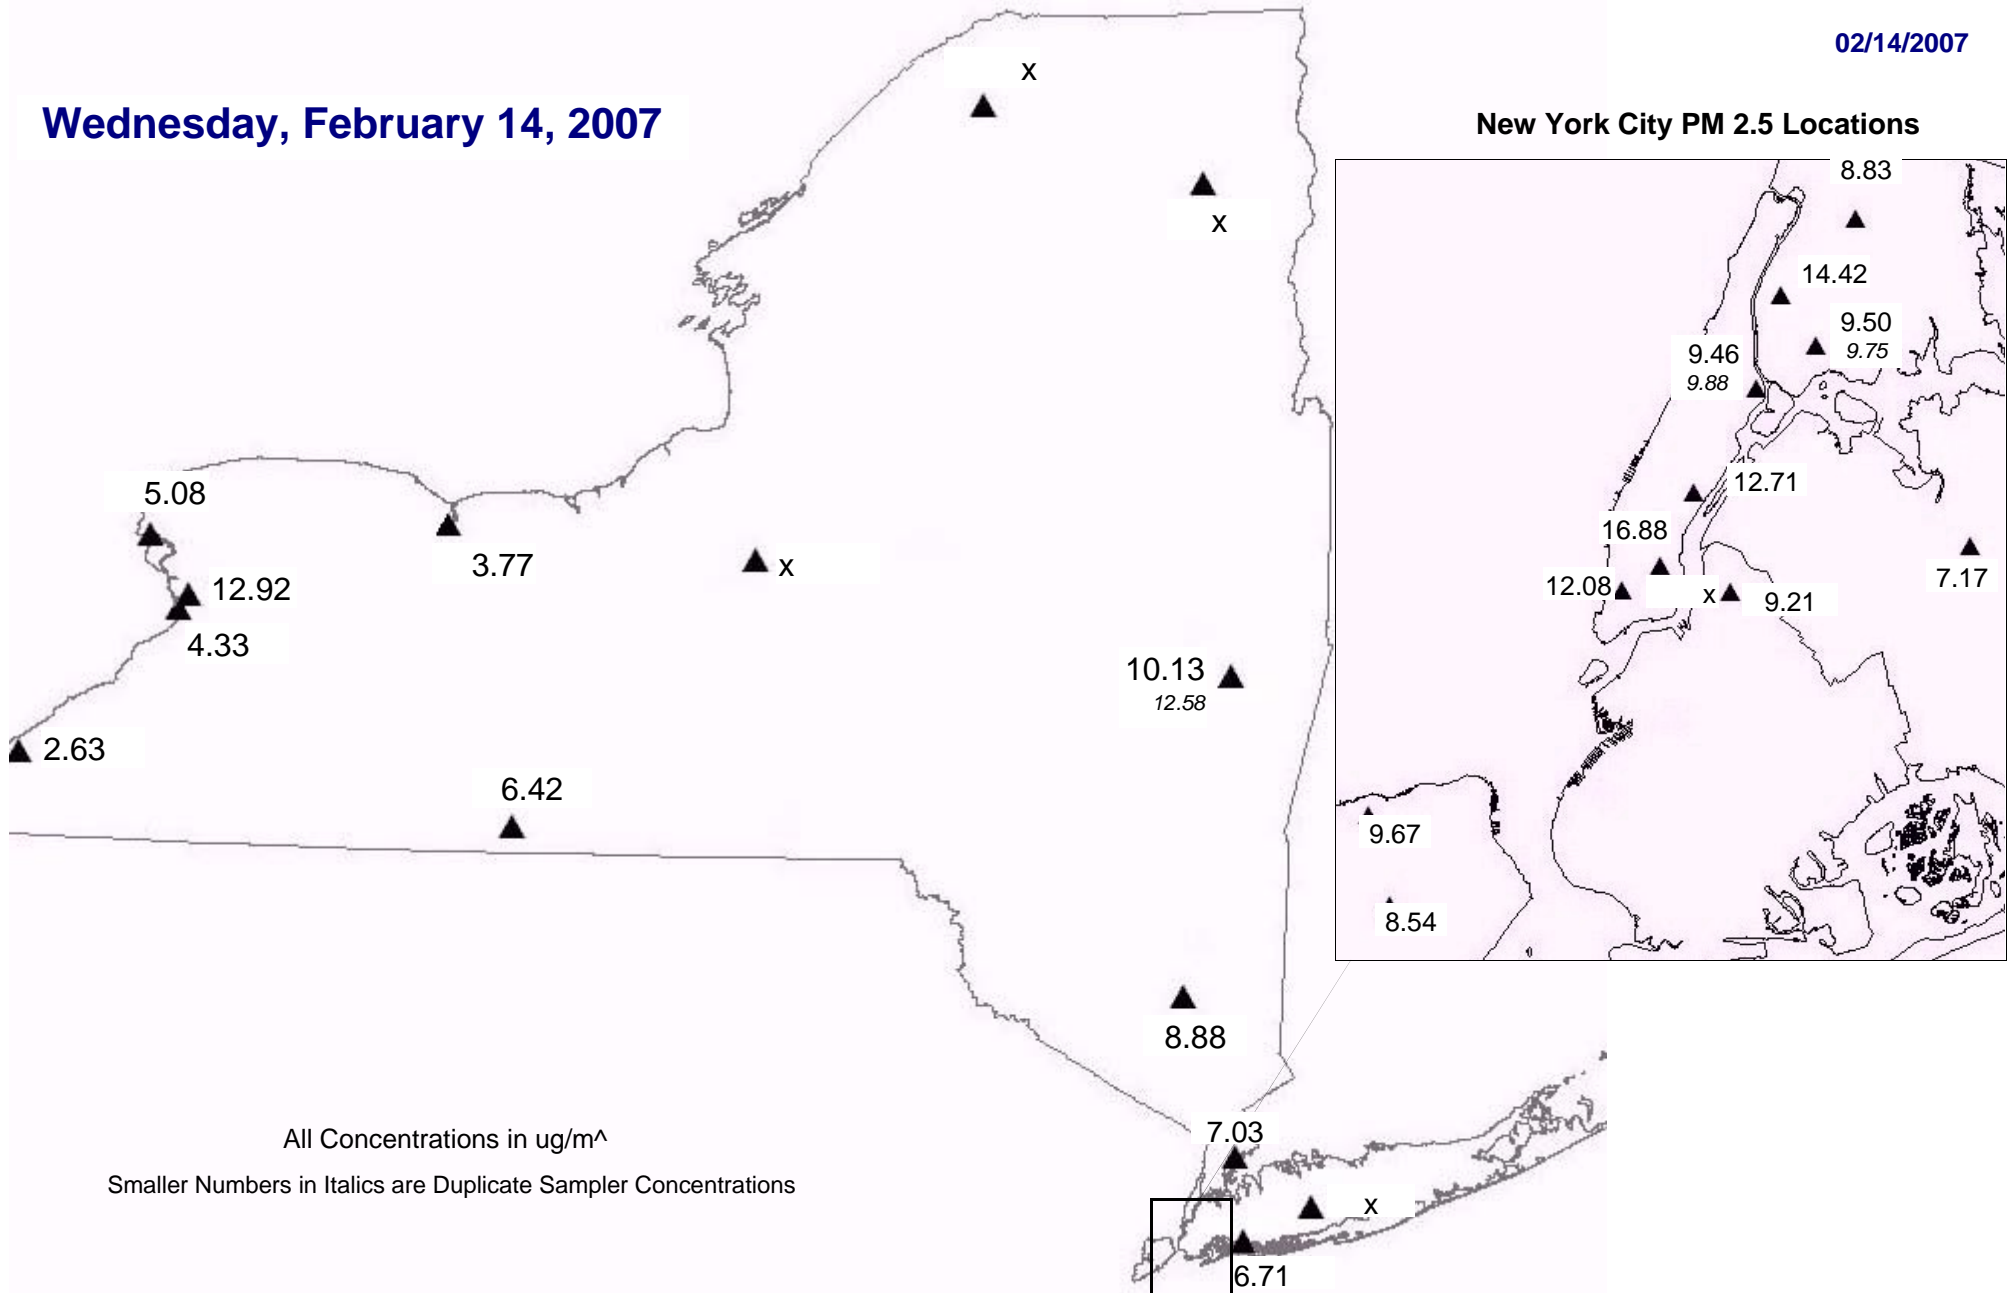 02/14/2007
Wednesday, February 14, 2007
New York City PM 2.5 Locations
x
x
8.83
14.42
9.50
9.75
9.46
9.88
12.71
16.88
12.08
x
9.21
7.17
9.67
8.54
5.08
3.77
x
12.92
4.33
10.13
12.58
2.63
6.42
8.88
7.03
x
6.71
All Concentrations in ug/m^
Smaller Numbers in Italics are Duplicate Sampler Concentrations